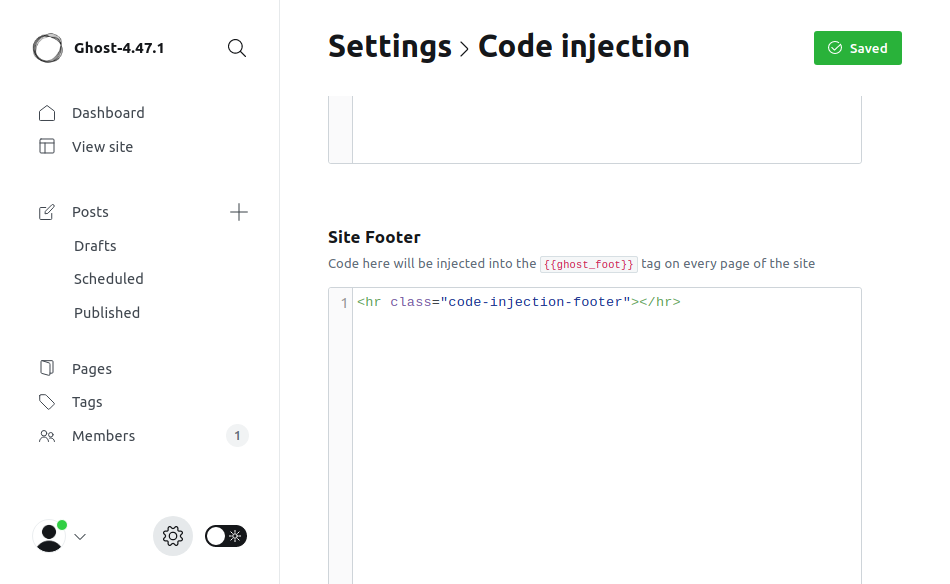 Ghost-4.47.1
Dashboard
View site
Posts
Drafts
Scheduled
Published
Pages
Tags
Members 1
Settings > Code injection
Saved
Site Footer
Code here will be injected into the {{ghost_foot}} tag on every page of the site
1 <hr class="code-injection-footer"></hr>